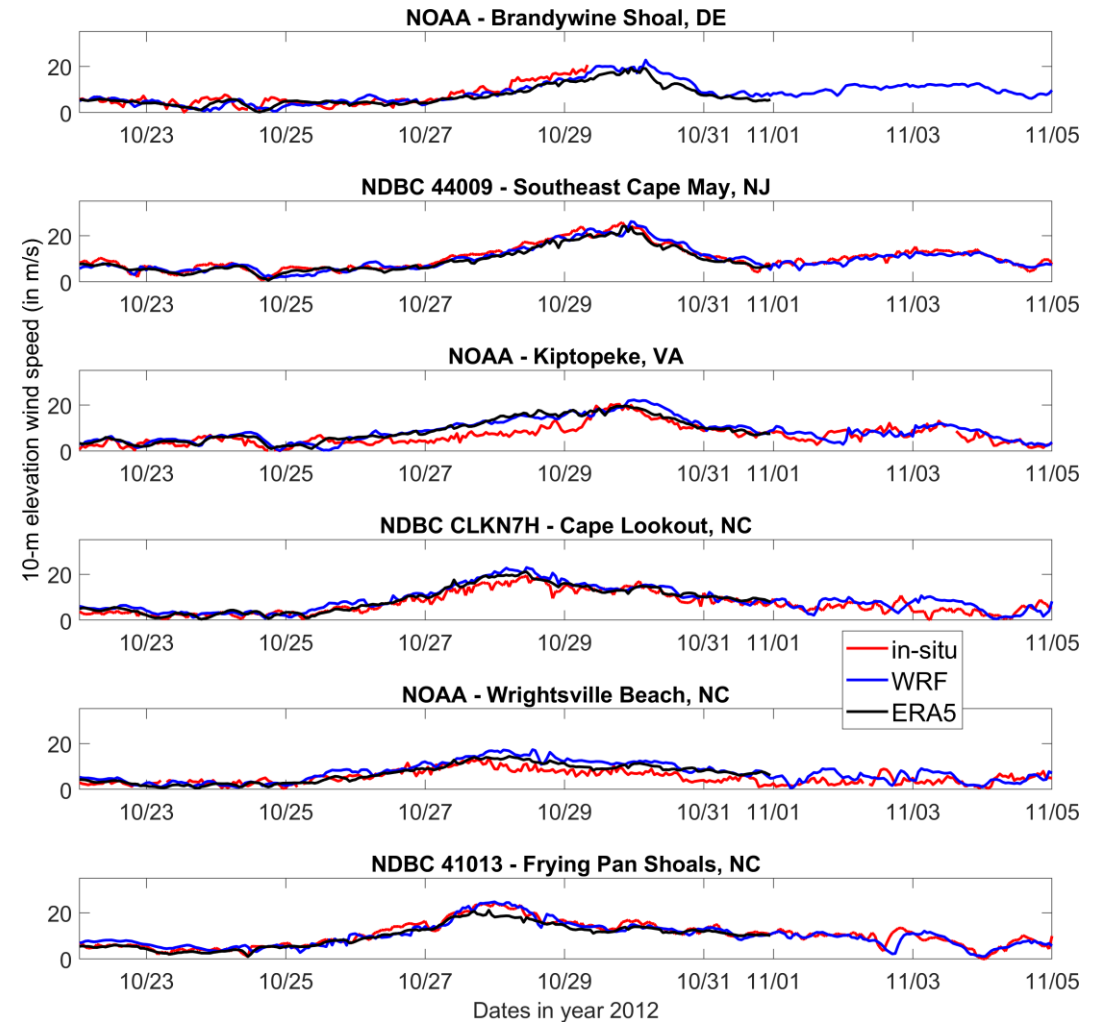 NOAA - Brandywine Shoal, DE
20
0
10/23 10/25 10/27 10/29 10/31 11/01 11/03 11/05
NDBC 44009 - Southeast Cape May, NJ
20
0
10/23 10/25 10/27 10/29 10/31 11/01 11/03 11/05
10-m elevation wind speed (in m/s)
NOAA - Kiptopeke, VA
20
0
10/23 10/25 10/27 10/29 10/31 11/01 11/03 11/05
NDBC CLKN7H - Cape Lookout, NC
20
0
10/23 10/25 10/27 10/29 10/31 11/01 11/03 11/05
in-situ
WRF
ERA5
NOAA - Wrightsville Beach, NC
20
0
10/23 10/25 10/27 10/29 10/31 11/01 11/03 11/05
NDBC 41013 - Frying Pan Shoals, NC
20
0
10/23 10/25 10/27 10/29 10/31 11/01 11/03 11/05
Dates in year 2012